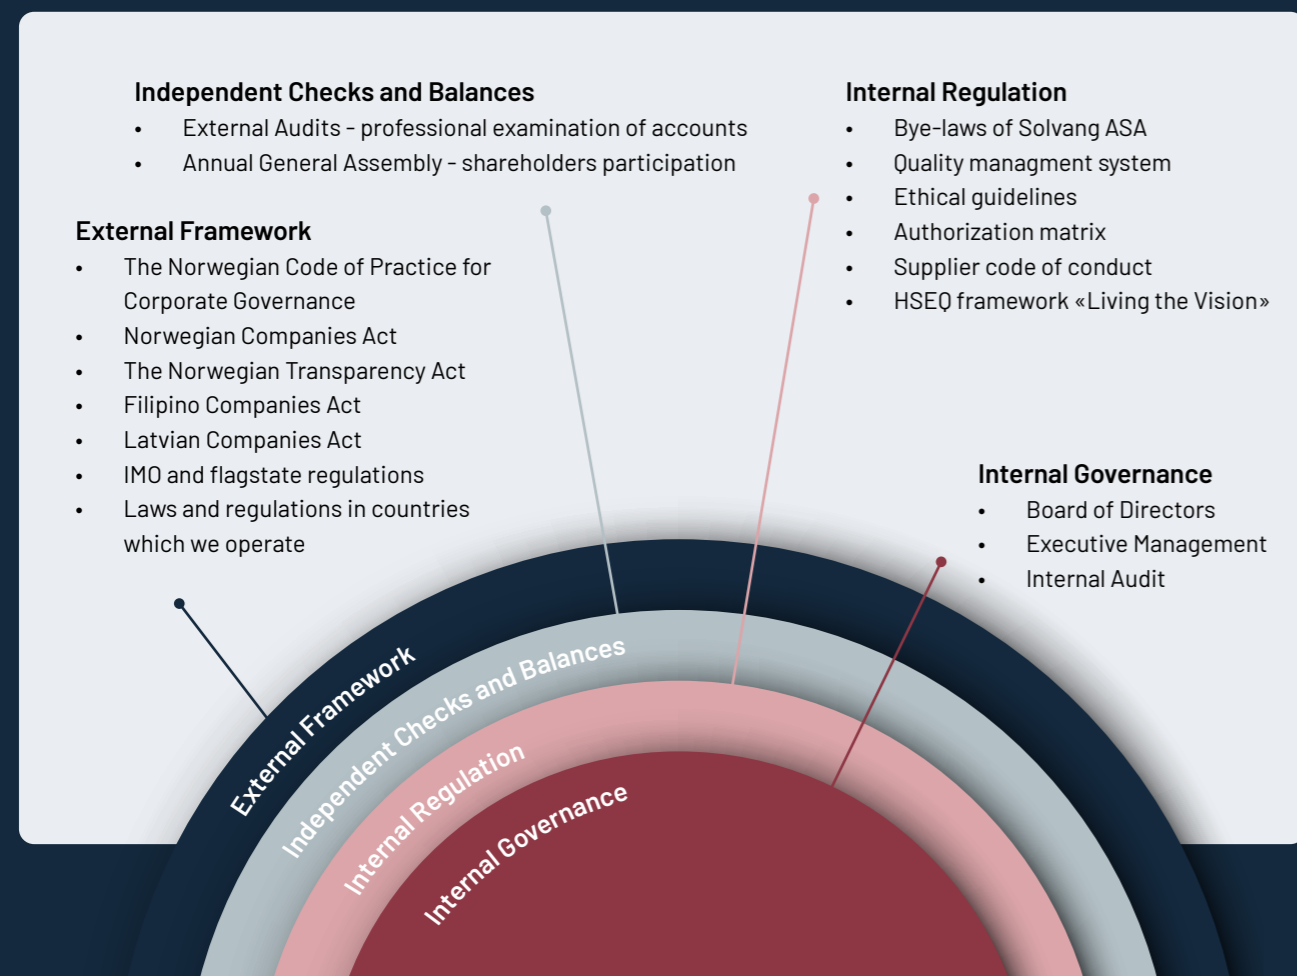 Independent Checks and Balances
• External Audits - professional examination of accounts
• Annual General Assembly - shareholders participation
External Framework
• The Norwegian Code of Practice for
Corporate Governance
• Norwegian Companies Act
• The Norwegian Transparency Act
• Filipino Companies Act
• Latvian Companies Act
• IMO and flagstate regulations
• Laws and regulations in countries
which we operate
Internal Regulation
• Bye-laws of Solvang ASA
• Quality managment system
• Ethical guidelines
• Authorization matrix
• Supplier code of conduct
• HSEQ framework «Living the Vision»
Internal Governance
• Board of Directors
• Executive Management
• Internal Audit
External Framework
Independent Checks and Balances
Internal Regulation
Internal Governance